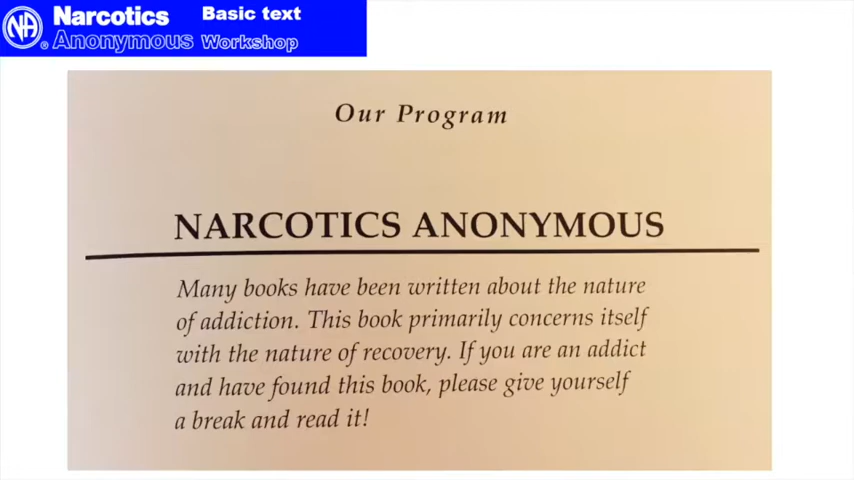 NA
®
Narcotics
Anonymous
Basic text
Workshop
Our Program
NARCOTICS ANONYMOUS
Many books have been written about the nature
of addiction. This book primarily concerns itself
with the nature of recovery. If you are an addict
and have found this book, please give yourself
a break and read it!